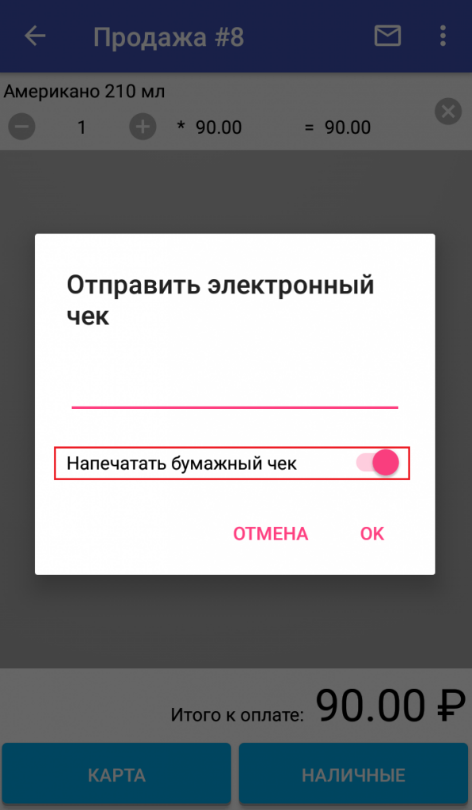 Продажа #8
Американо 210 мл
1 * 90.00 = 90.00
Отправить электронный
чек
Напечатать бумажный чек
ОТМЕНА OK
Итого к оплате: 90.00 ₽
КАРТА НАЛИЧНЫЕ